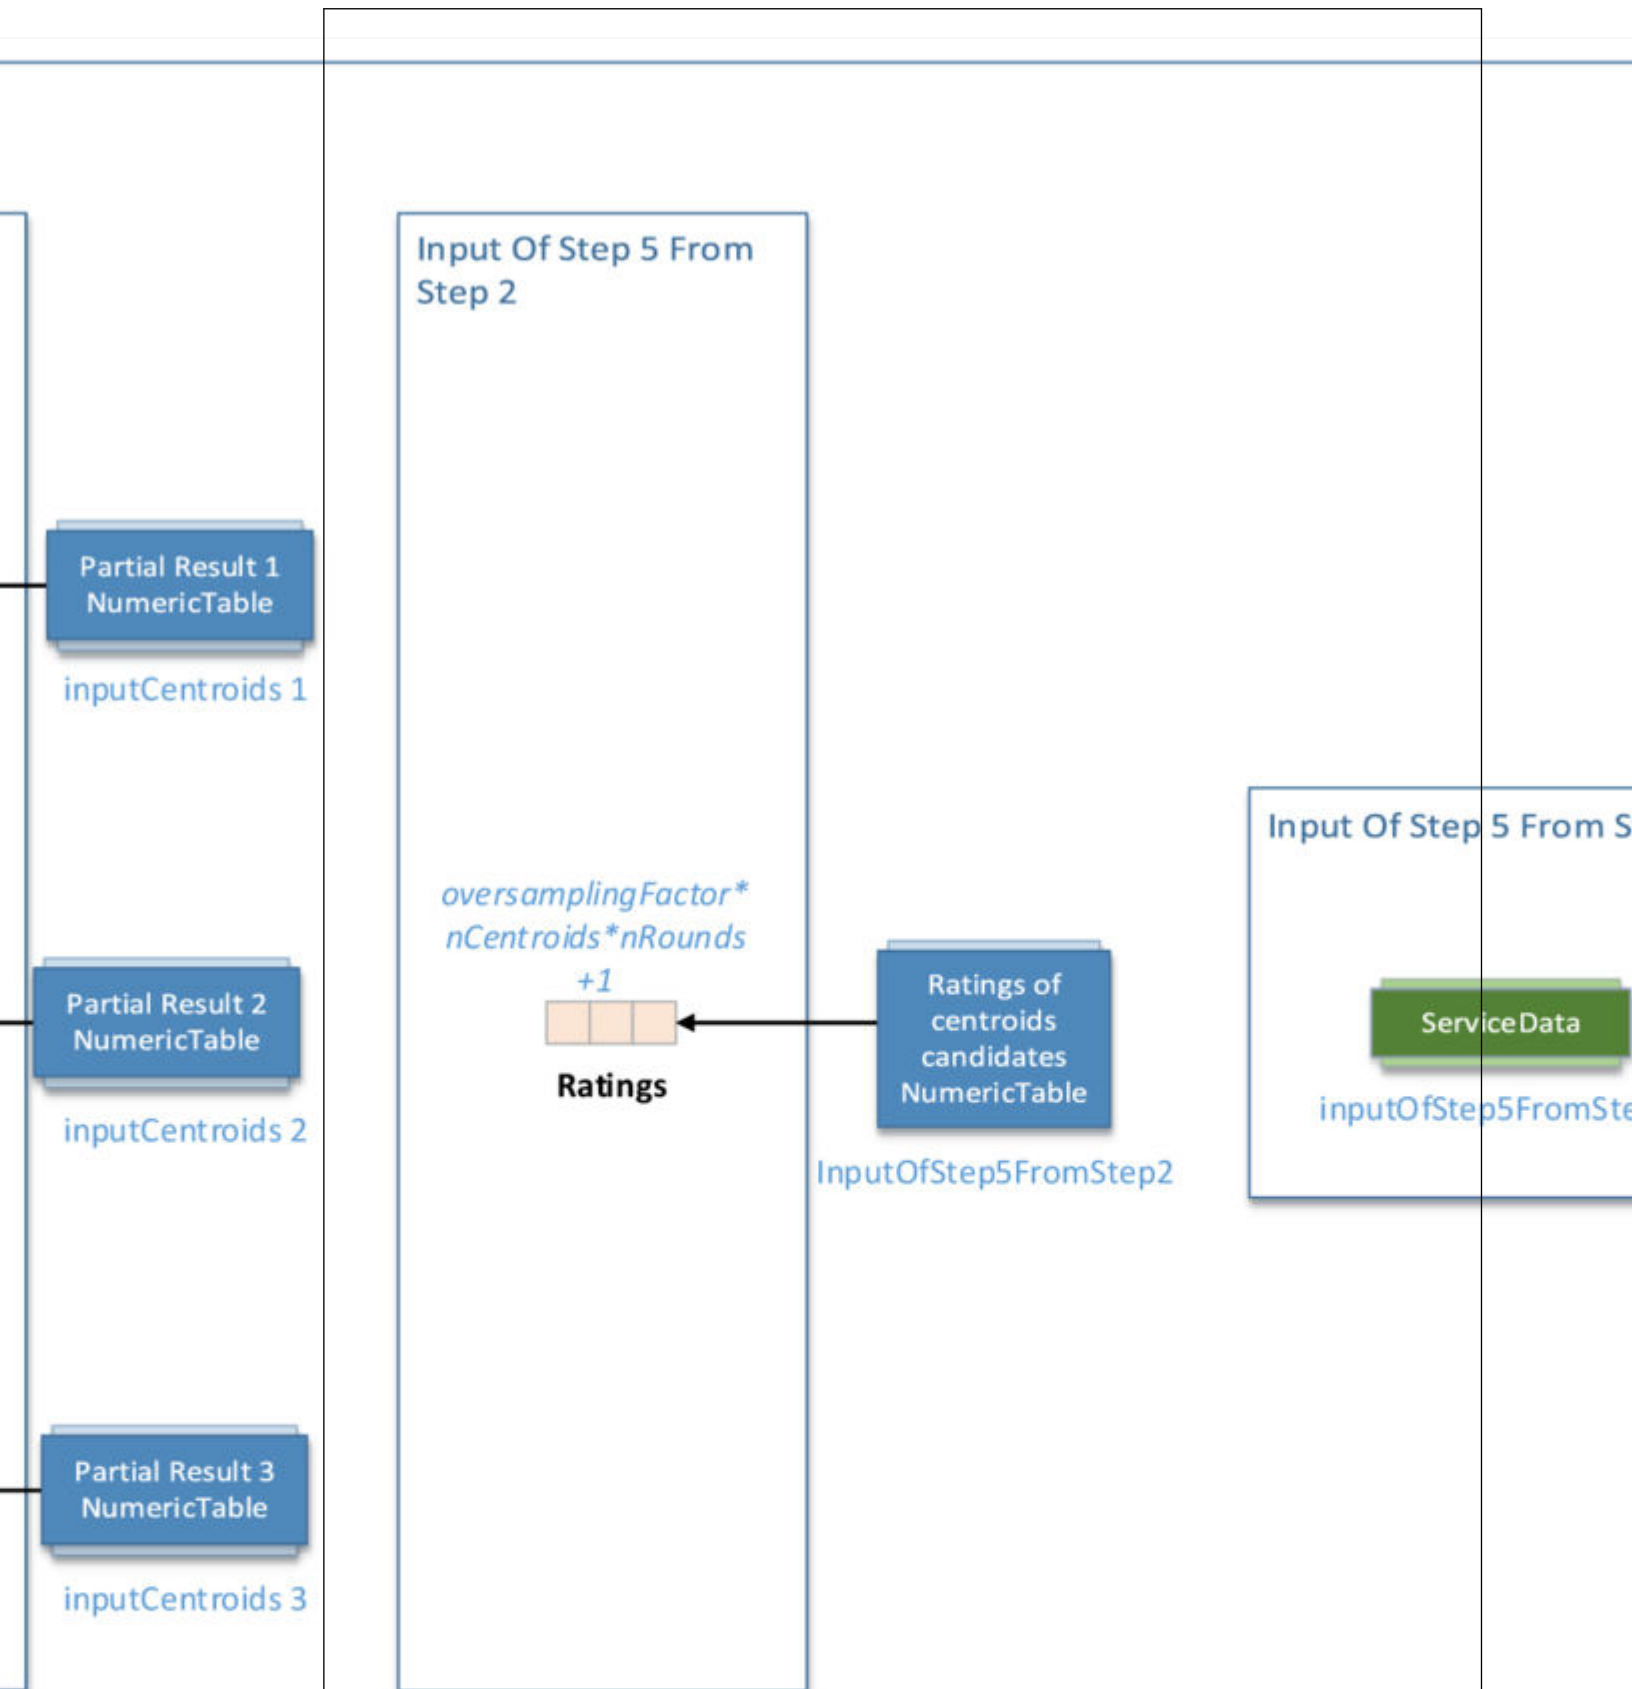 Input Of Step 5 From
Step 2
Partial Result 1
NumericTable
inputCentroids 1
Input Of Step 5 From
oversamplingFactor*
nCentroids*nRounds
+1
Ratings
Ratings of
centroids
candidates
NumericTable
InputOfStep5FromStep2
ServiceData
Partial Result 2
NumericTable
inputCentroids 2
Partial Result 3
NumericTable
inputCentroids 3